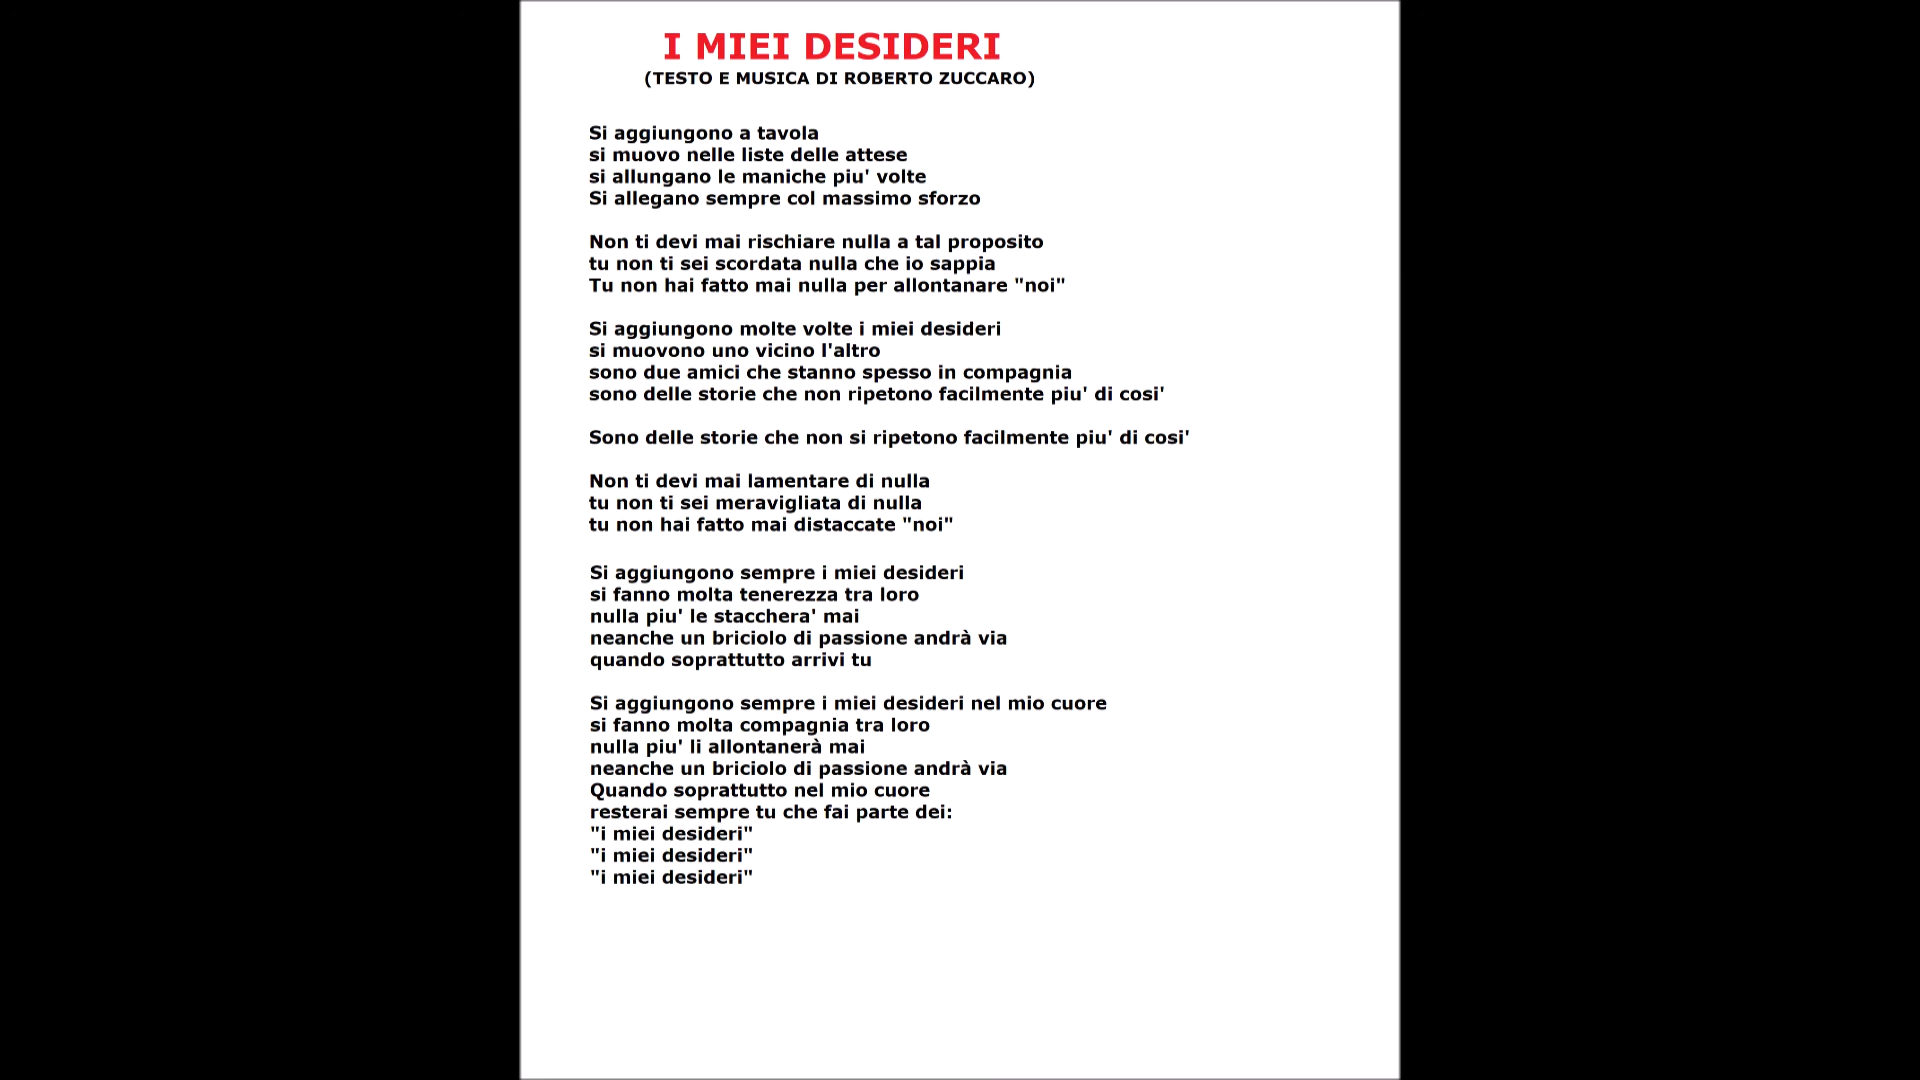 I MIEI DESIDERI
(TESTO E MUSICA DI ROBERTO ZUCCARO)
Si aggiungono a tavola
si muovo nelle liste delle attese
si allungano le maniche piu' volte
Si allegano sempre col massimo sforzo
Non ti devi mai rischiare nulla a tal proposito
tu non ti sei scordata nulla che io sappia
Tu non hai fatto mai nulla per allontanare "noi"
Si aggiungono molte volte i miei desideri
si muovono uno vicino l'altro
sono due amici che stanno spesso in compagnia
sono delle storie che non ripetono facilmente piu' di cosi'
Sono delle storie che non si ripetono facilmente piu' di cosi'
Non ti devi mai lamentare di nulla
tu non ti sei meravigliata di nulla
tu non hai fatto mai distaccate "noi"
Si aggiungono sempre i miei desideri
si fanno molta tenerezza tra loro
nulla piu' le stacchera' mai
neanche un briciolo di passione andrà via
quando soprattutto arrivi tu
Si aggiungono sempre i miei desideri nel mio cuore
si fanno molta compagnia tra loro
nulla piu' li allontanerà mai
neanche un briciolo di passione andrà via
Quando soprattutto nel mio cuore
resterai sempre tu che fai parte dei:
"i miei desideri"
"i miei desideri"
"i miei desideri"